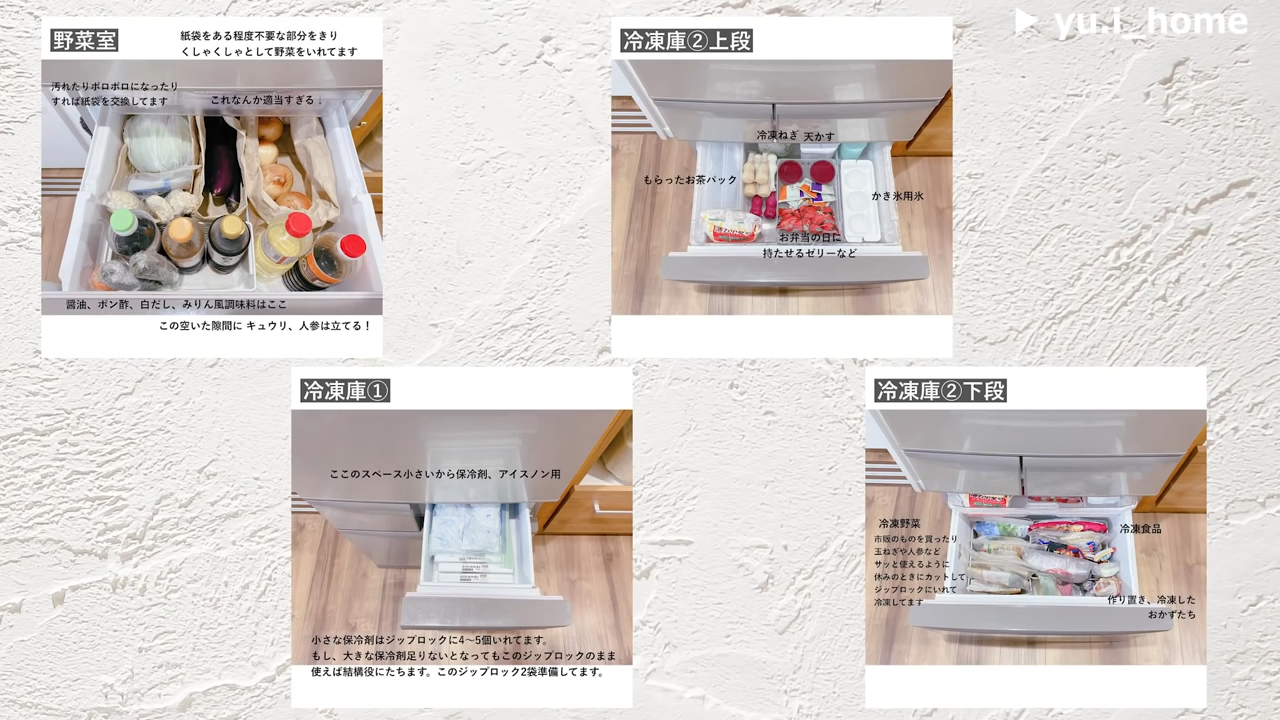 ▶ yu.i_home
野菜室
紙袋をある程度不要な部分をきり
くしゃくしゃとして野菜をいれてます
汚れたりボロボロになったり
すれば紙袋を交換してます
これなんか適当すぎる↓
醤油、ポン酢、白だし、みりん風調味料はここ
この空いた隙間に キュウリ、人参は立てる！
冷凍庫②上段
冷凍ねぎ 天かす
もらったお茶パック
かき氷用氷
お弁当の日に
持たせるゼリーなど
冷凍庫①
ここのスペース小さいから保冷剤、アイスノン用
小さな保冷剤はジップロックに4〜5個いれてます。
もし、大きな保冷剤足りないとなってもこのジップロックのまま
使えば結構役にたちます。このジップロック2袋準備してます。
冷凍庫②下段
冷凍野菜
市販のものを買ったり
玉ねぎや人参など
サッと使えるように
休みのときにカットして
ジップロックにいれて
冷凍してます
冷凍食品
作り置き、冷凍した
おかずたち